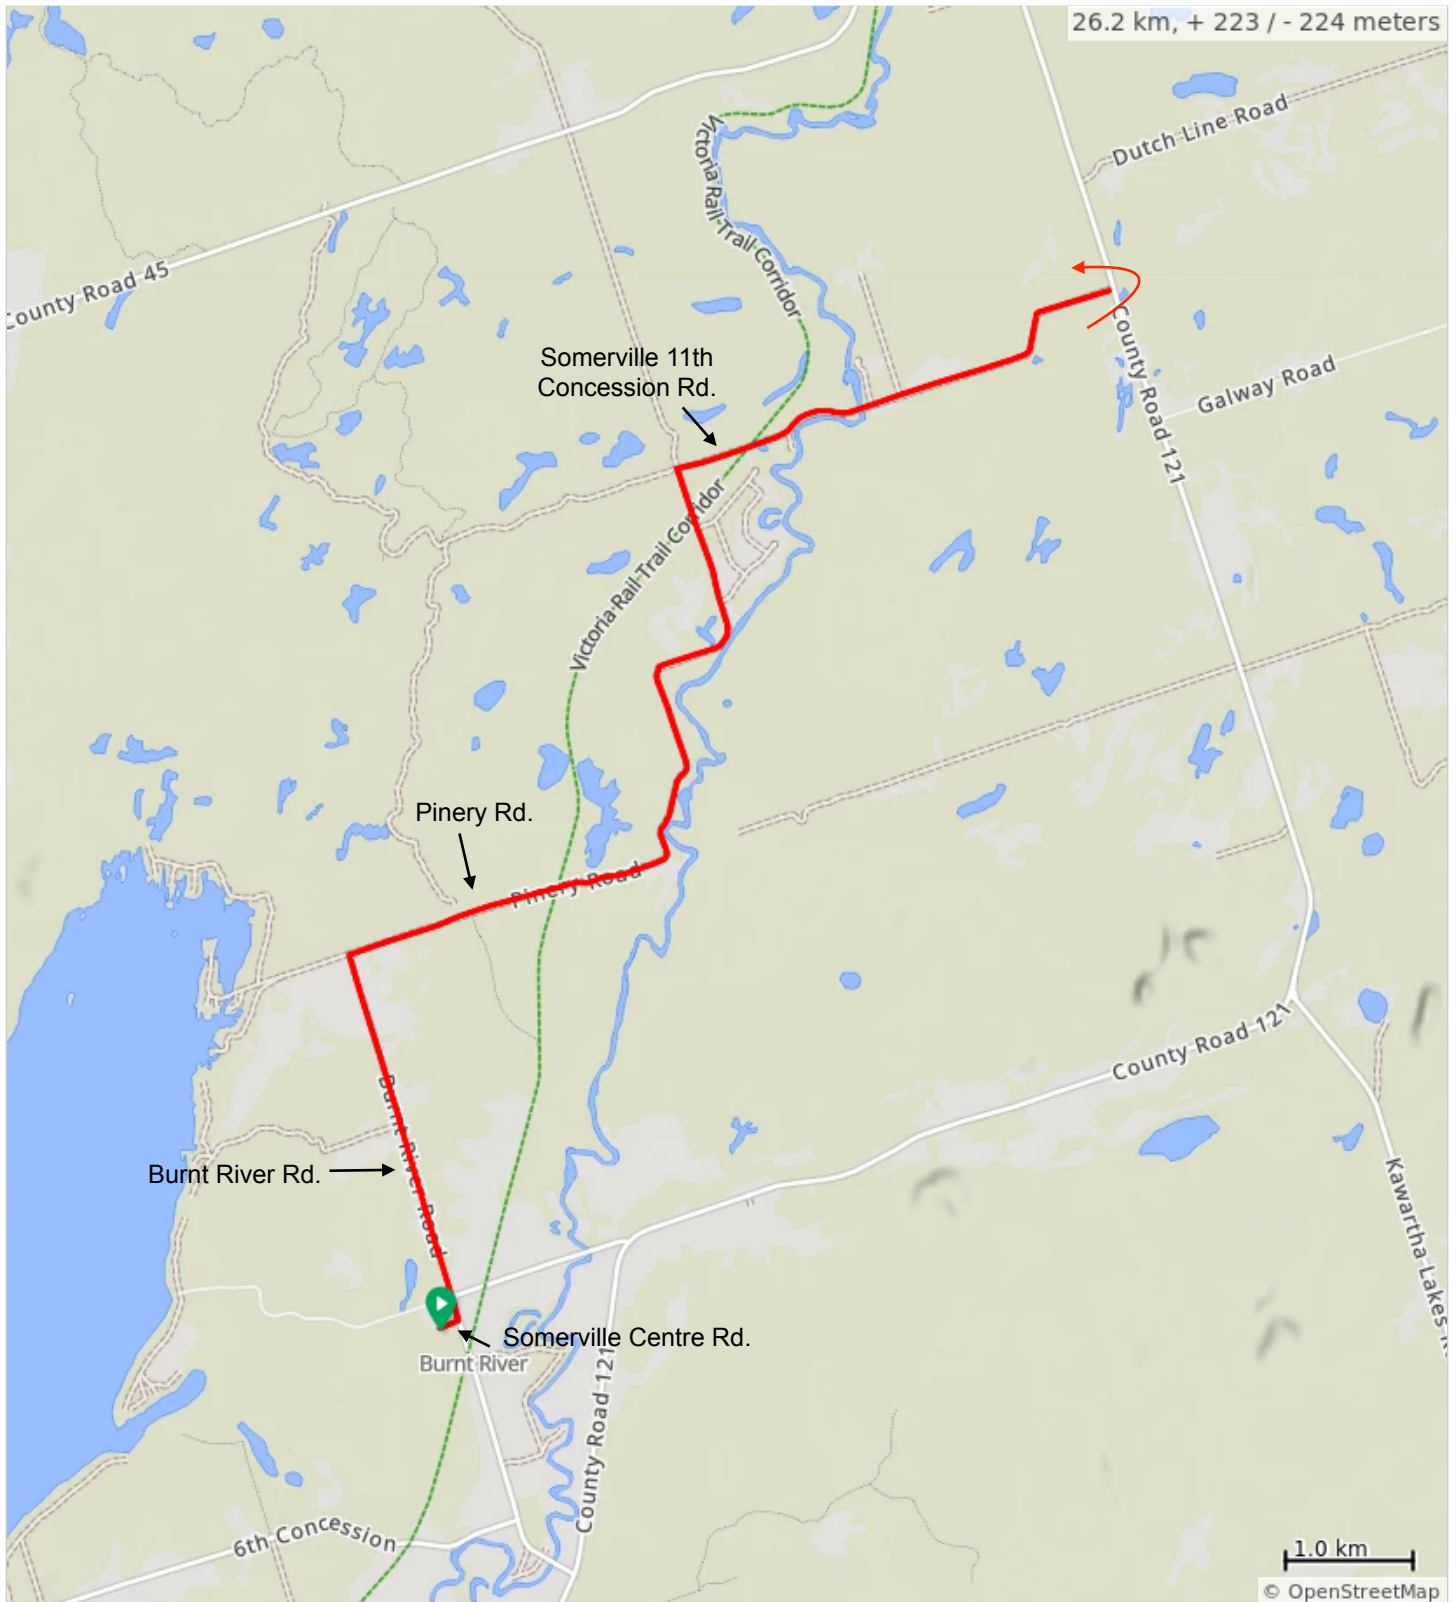 26.2 km, + 223 / - 224 meters
Dutch Line Road
Victoria Rail Trail Corridor
County Road 45
County Road 121
Galway Road
Somerville 11th
Concession Rd.
Victoria Rail Trail Corridor
Pinery Rd.
Pinery Road
County Road 121
Burnt River Road
Burnt River Rd.
Kawartha Lakes
Somerville Centre Rd.
Burnt River
County Road 121
6th Concession
1.0 km
© OpenStreetMap